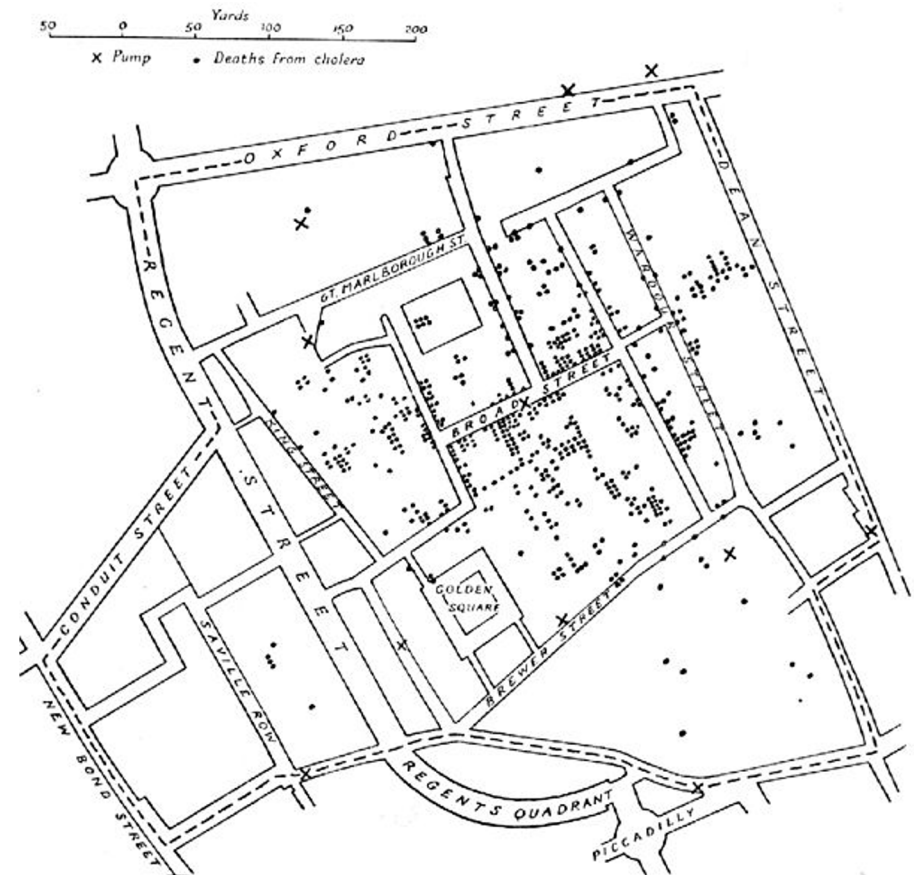 Yards
50 0 50 100 150 200
x Pump • Deaths from cholera
OXFORD STREET
DEAN STREET
REGENT STREET
GT. MARLBOROUGH ST.
WARDOUR STREET
BROAD STREET
KING STREET
CONDUIT STREET
GOLDEN
SQUARE
SAVILLE ROW
BREWER STREET
NEW BOND STREET
REGENTS QUADRANT
PICCADILLY